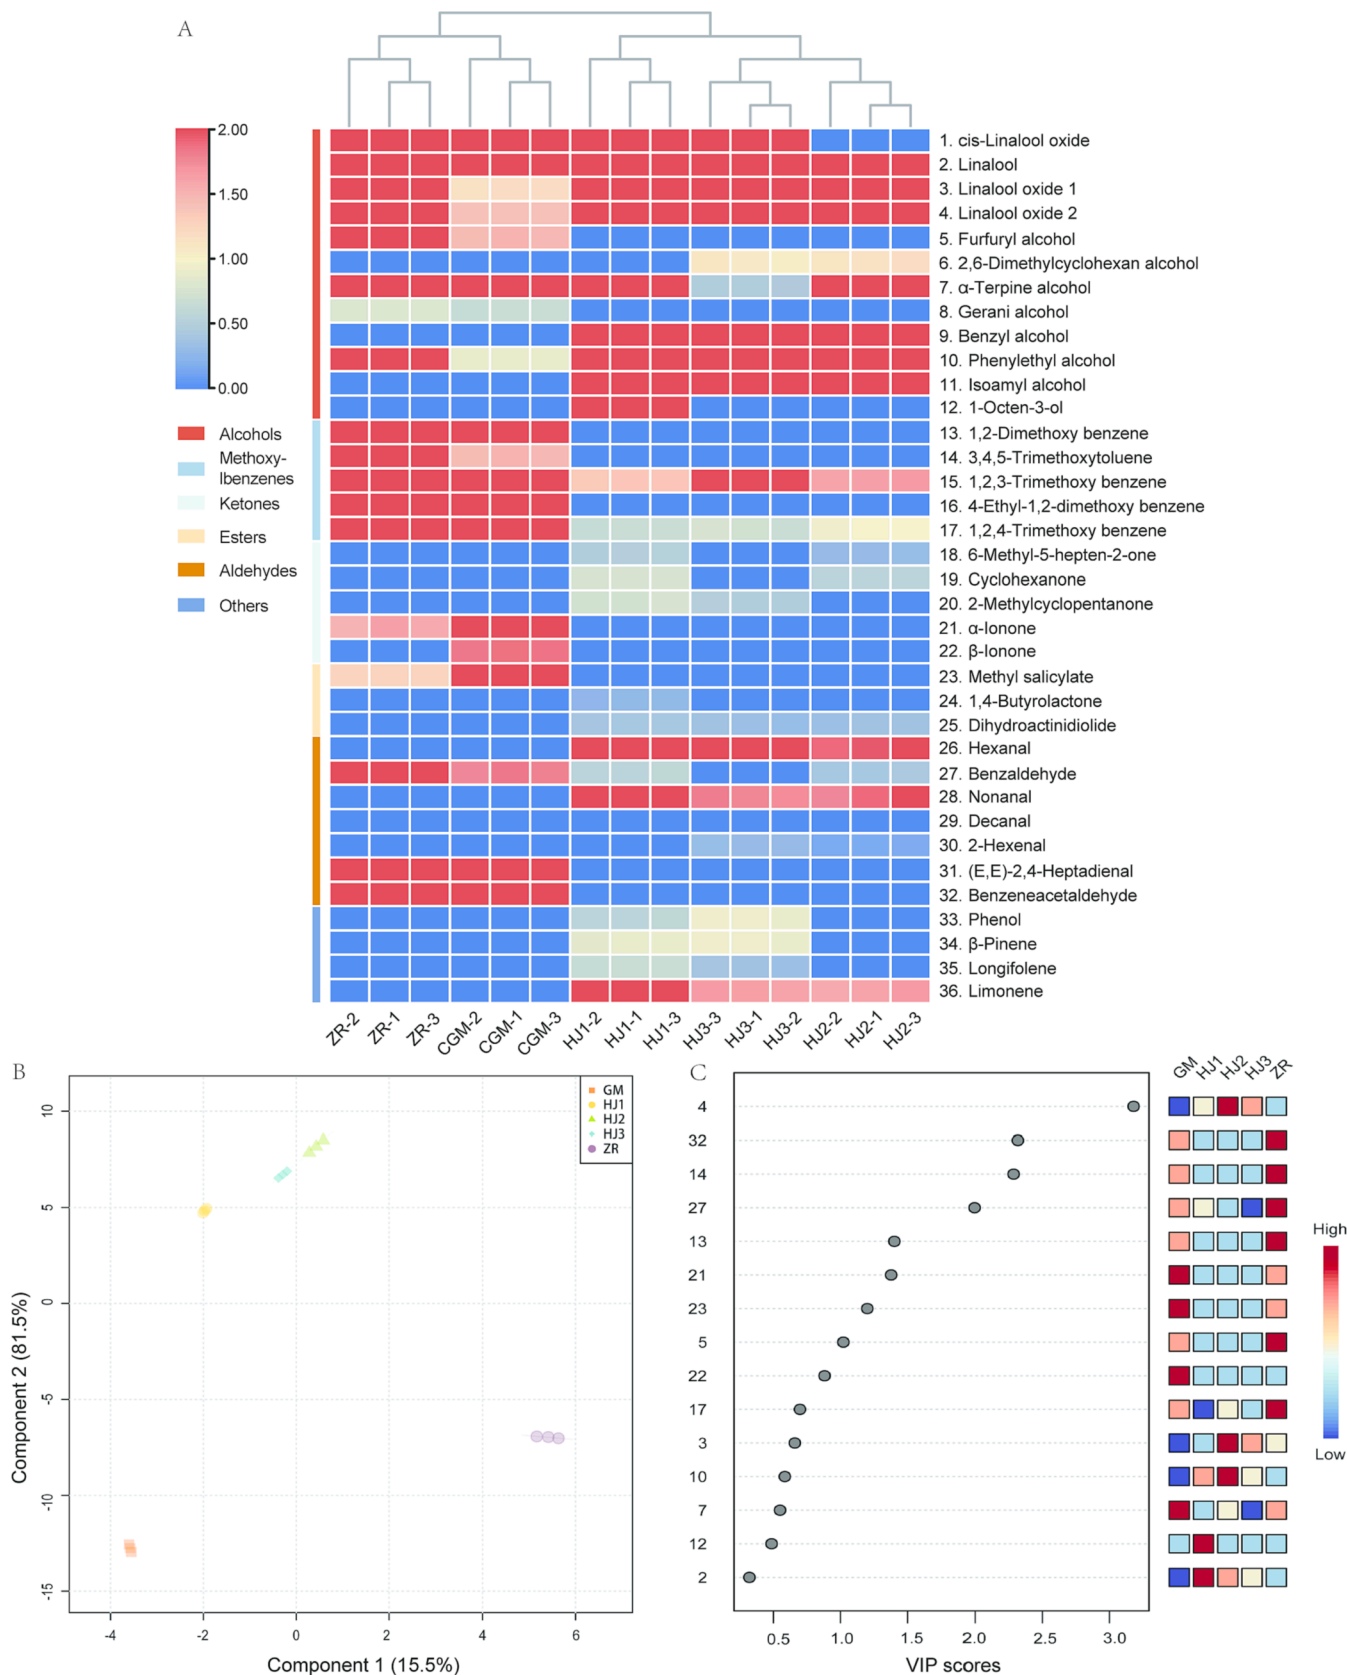 A
2.00
1.50
1.00
0.50
0.00
Alcohols
Methoxy-
lbenzenes
Ketones
Esters
Aldehydes
Others
1. cis-Linalool oxide
2. Linalool
3. Linalool oxide 1
4. Linalool oxide 2
5. Furfuryl alcohol
6. 2,6-Dimethylcyclohexan alcohol
7. α-Terpine alcohol
8. Gerani alcohol
9. Benzyl alcohol
10. Phenylethyl alcohol
11. Isoamyl alcohol
12. 1-Octen-3-ol
13. 1,2-Dimethoxy benzene
14. 3,4,5-Trimethoxytoluene
15. 1,2,3-Trimethoxy benzene
16. 4-Ethyl-1,2-dimethoxy benzene
17. 1,2,4-Trimethoxy benzene
18. 6-Methyl-5-hepten-2-one
19. Cyclohexanone
20. 2-Methylcyclopentanone
21. α-Ionone
22. β-Ionone
23. Methyl salicylate
24. 1,4-Butyrolactone
25. Dihydroactinidiolide
26. Hexanal
27. Benzaldehyde
28. Nonanal
29. Decanal
30. 2-Hexenal
31. (E,E)-2,4-Heptadienal
32. Benzeneacetaldehyde
33. Phenol
34. β-Pinene
35. Longifolene
36. Limonene
ZR-2 ZR-1 ZR-3 CGM-2 CGM-1 CGM-3 HJ1-2 HJ1-1 HJ1-3 HJ3-3 HJ3-1 HJ3-2 HJ2-2 HJ2-1 HJ2-3
B
GM
HJ1
HJ2
HJ3
ZR
10
5
0
-5
-10
-15
Component 2 (81.5%)
-4 -2 0 2 4 6
Component 1 (15.5%)
C
GM HJ1 HJ2 HJ3 ZR
4
32
14
27
13
21
23
5
22
17
3
10
7
12
2
0.5 1.0 1.5 2.0 2.5 3.0
VIP scores
High
Low